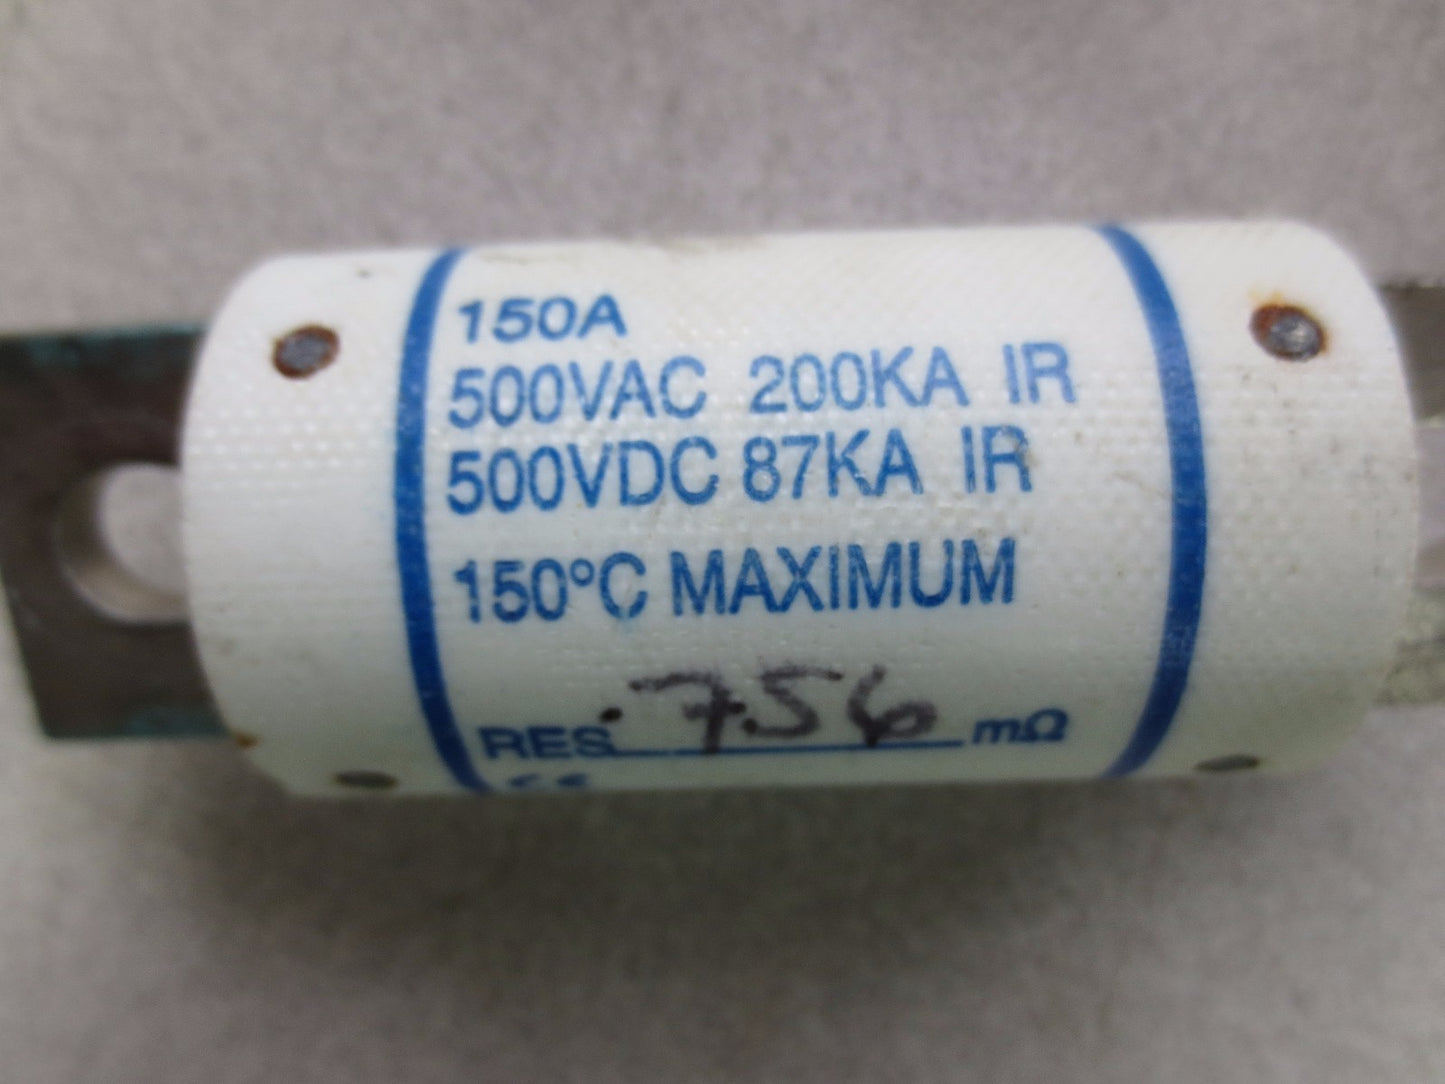 150A
500VAC 200KA IR
500VDC 87KA IR
150°C MAXIMUM
RES .756 mΩ